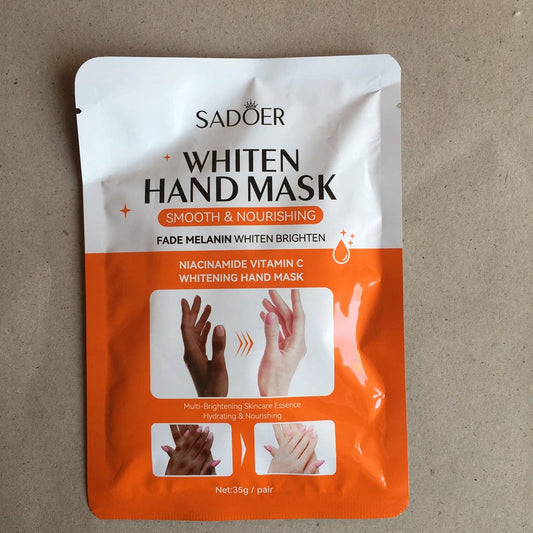 SADOER
WHITEN
HAND MASK
SMOOTH & NOURISHING
FADE MELANIN WHITEN BRIGHTEN
NIACINAMIDE VITAMIN C
WHITENING HAND MASK
Multi-Brightening Skincare Essence
Hydrating & Nourishing
Net:35g / pair